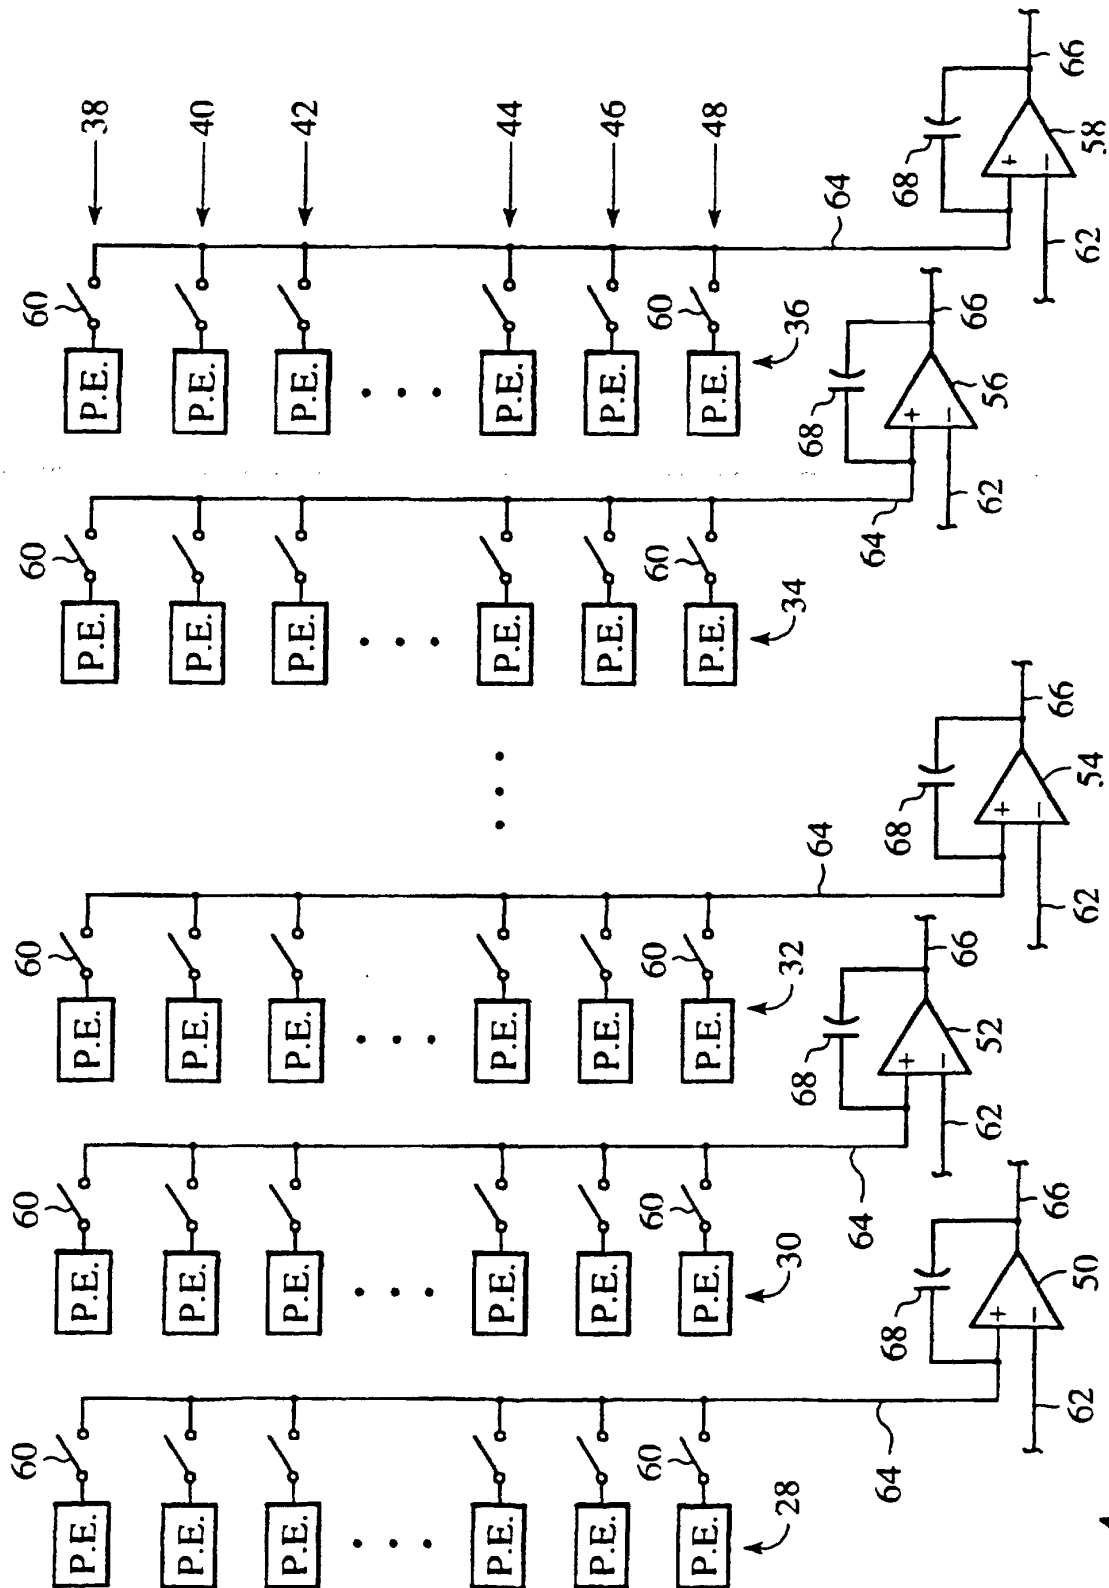 60 60 60 60 60
P.E. P.E. P.E. P.E. P.E. 38
P.E. P.E. P.E. P.E. P.E. 40
P.E. P.E. P.E. P.E. P.E. 42
P.E. P.E. P.E. P.E. P.E. 44
P.E. P.E. P.E. P.E. P.E. 46
60 60 60 60 60
P.E. P.E. P.E. P.E. P.E. 48
28 30 32 34 36
64 64 64 64 64
68 68 68 68 68
+ + + + +
− − − − −
66 66 66 66 66
62 50 62 52 62 54 62 56 62 58